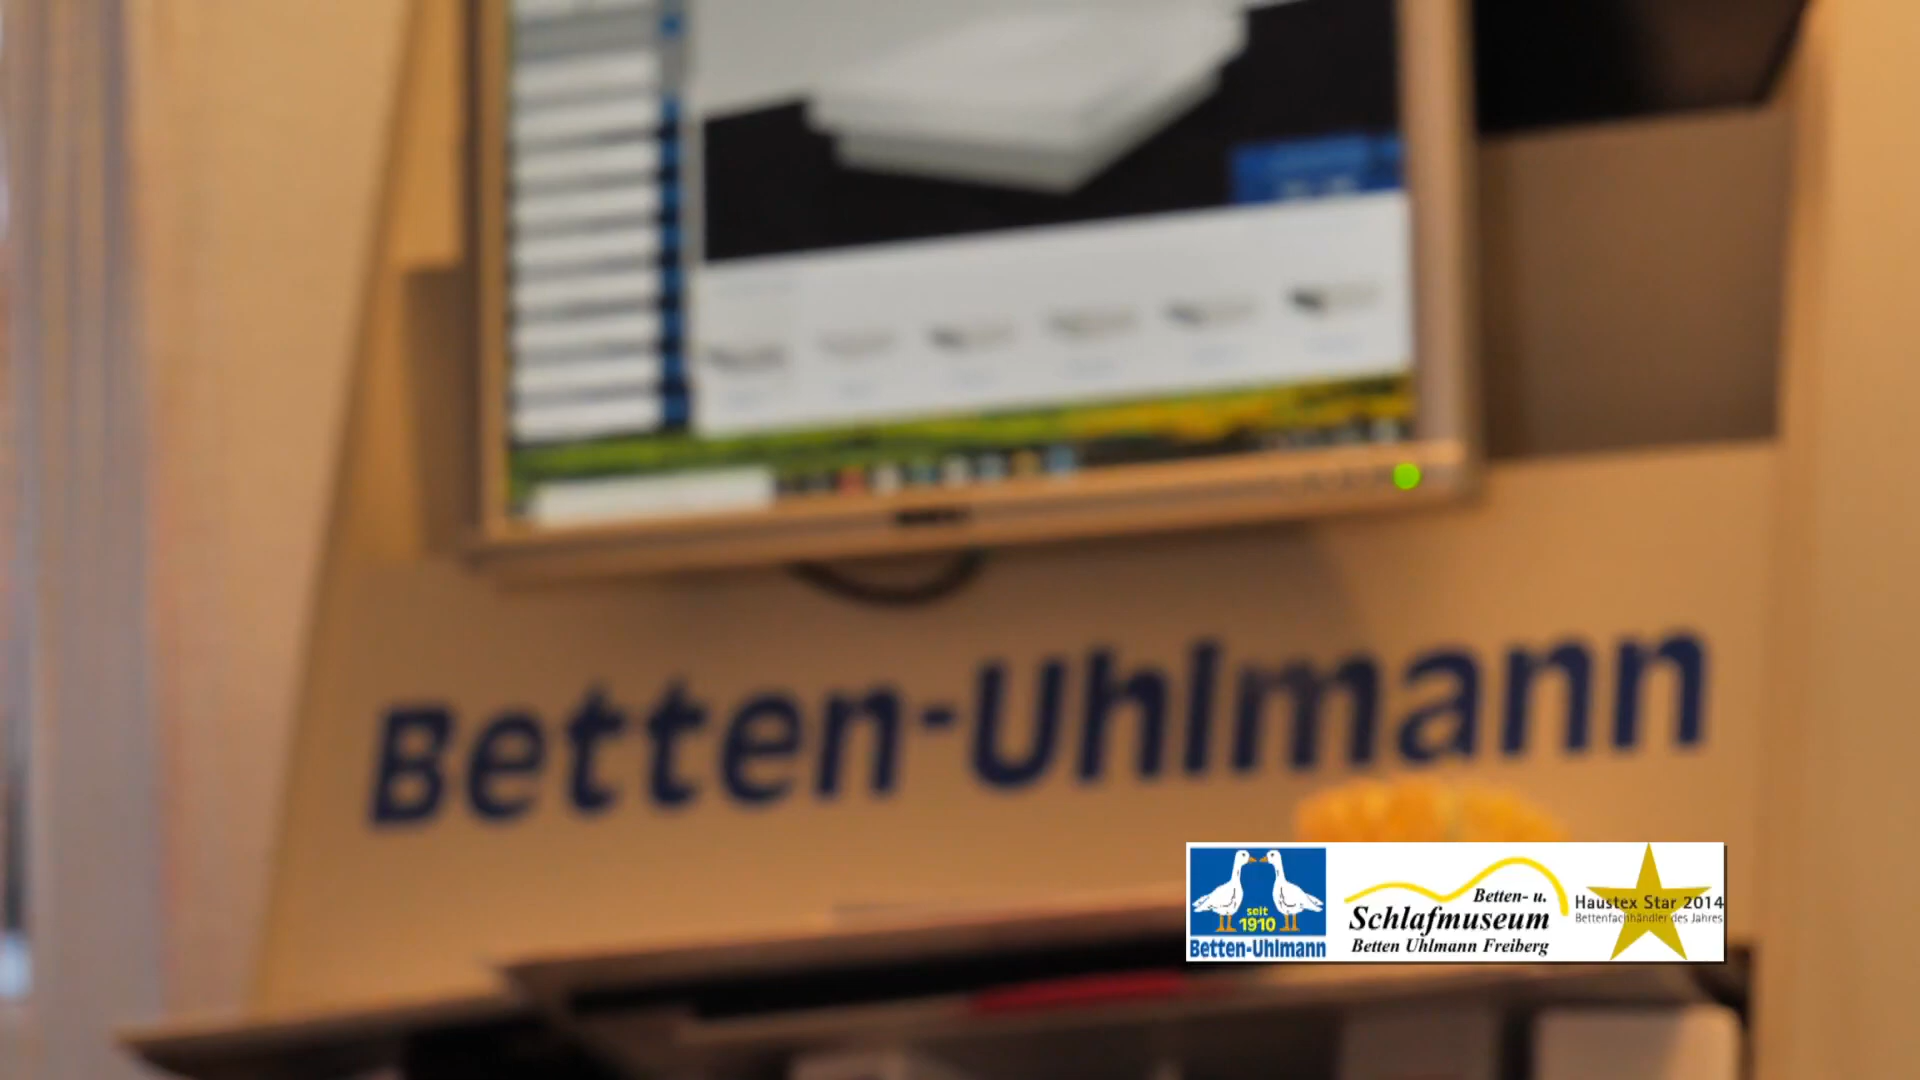 Betten-Uhlmann
seit
1910
Betten-Uhlmann
Betten- u.
Schlafmuseum
Betten Uhlmann Freiberg
Haustex Star 2014
Bettenfachhändler des Jahres